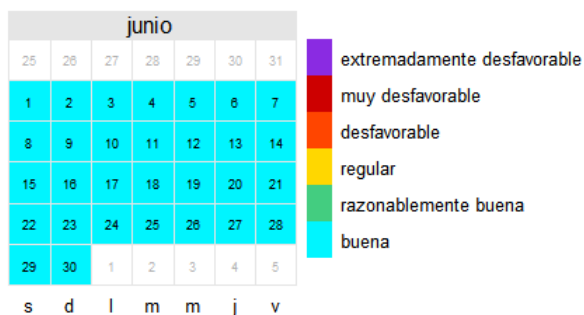 junio
25 26 27 28 29 30 31
1 2 3 4 5 6 7
8 9 10 11 12 13 14
15 16 17 18 19 20 21
22 23 24 25 26 27 28
29 30 1 2 3 4 5
s d l m m j v
extremadamente desfavorable
muy desfavorable
desfavorable
regular
razonablemente buena
buena